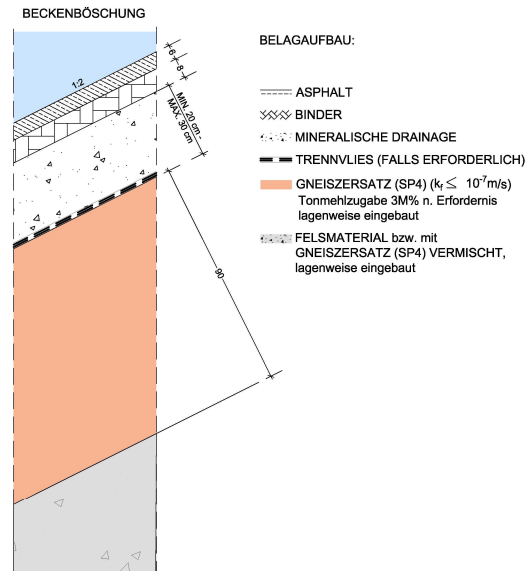 BECKENBÖSCHUNG
1:2
6
8
MIN. 20 cm -
MAX. 30 cm
90
BELAGAUFBAU:
ASPHALT
BINDER
MINERALISCHE DRAINAGE
TRENNVLIES (FALLS ERFORDERLICH)
GNEISZERSATZ (SP4) (kf ≤ 10⁻⁷m/s)
Tonmehlzugabe 3M% n. Erfordernis
lagenweise eingebaut
FELSMATERIAL bzw. mit
GNEISZERSATZ (SP4) VERMISCHT,
lagenweise eingebaut